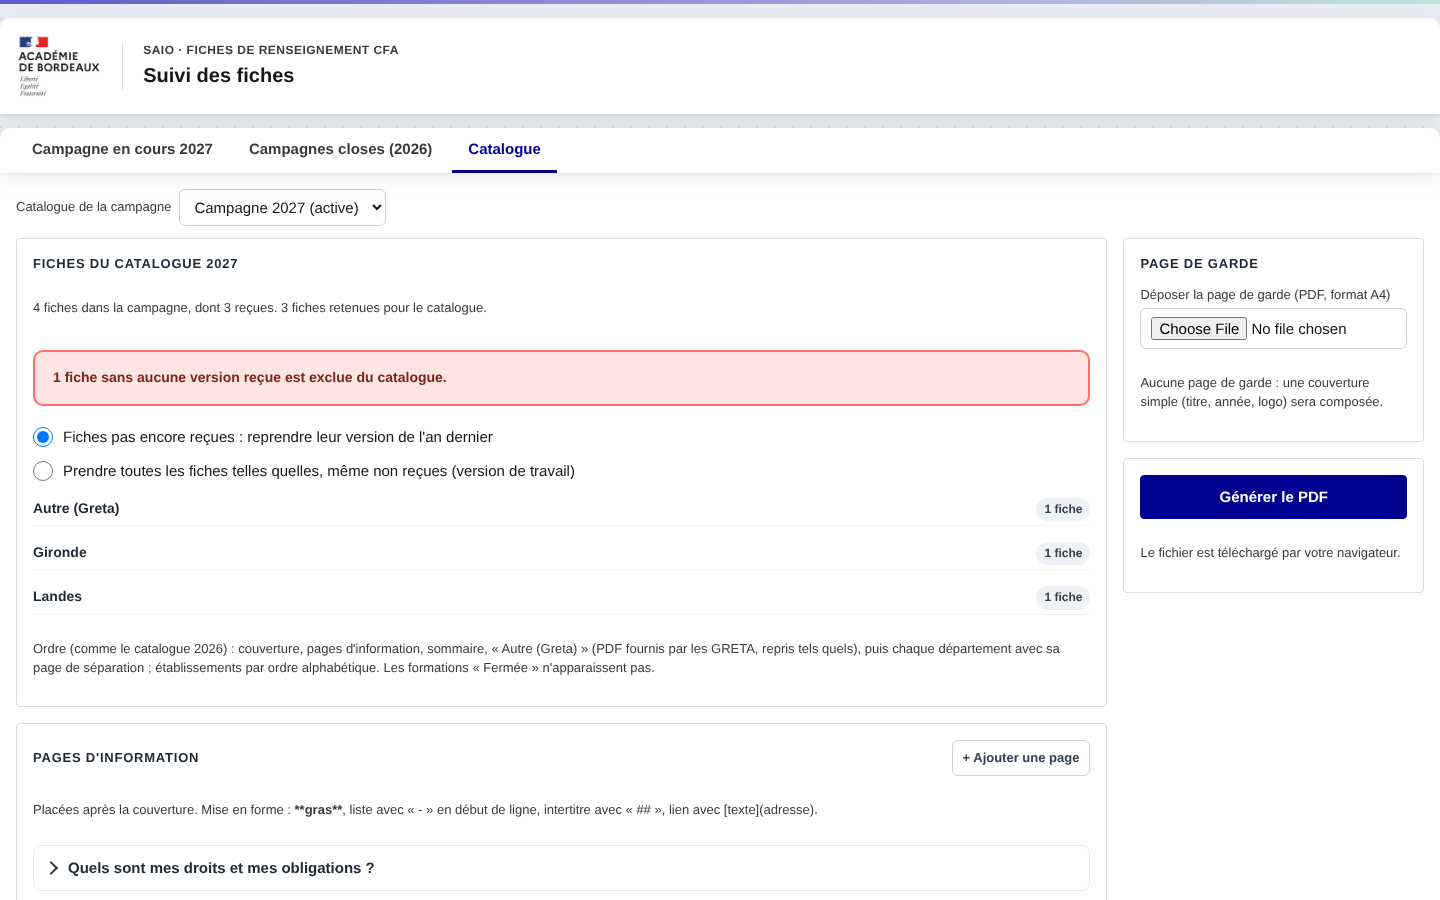 ACADÉMIE
DE BORDEAUX
Liberté
Égalité
Fraternité
SAIO · FICHES DE RENSEIGNEMENT CFA
Suivi des fiches
Campagne en cours 2027
Campagnes closes (2026)
Catalogue
Catalogue de la campagne
Campagne 2027 (active)
FICHES DU CATALOGUE 2027
4 fiches dans la campagne, dont 3 reçues. 3 fiches retenues pour le catalogue.
1 fiche sans aucune version reçue est exclue du catalogue.
Fiches pas encore reçues : reprendre leur version de l'an dernier
Prendre toutes les fiches telles quelles, même non reçues (version de travail)
Autre (Greta)
1 fiche
Gironde
1 fiche
Landes
1 fiche
Ordre (comme le catalogue 2026) : couverture, pages d'information, sommaire, « Autre (Greta) » (PDF fournis par les GRETA, repris tels quels), puis chaque département avec sa
page de séparation ; établissements par ordre alphabétique. Les formations « Fermée » n'apparaissent pas.
PAGES D'INFORMATION
+ Ajouter une page
Placées après la couverture. Mise en forme : **gras**, liste avec « - » en début de ligne, intertitre avec « ## », lien avec [texte](adresse).
Quels sont mes droits et mes obligations ?
PAGE DE GARDE
Déposer la page de garde (PDF, format A4)
Choose File No file chosen
Aucune page de garde : une couverture
simple (titre, année, logo) sera composée.
Générer le PDF
Le fichier est téléchargé par votre navigateur.